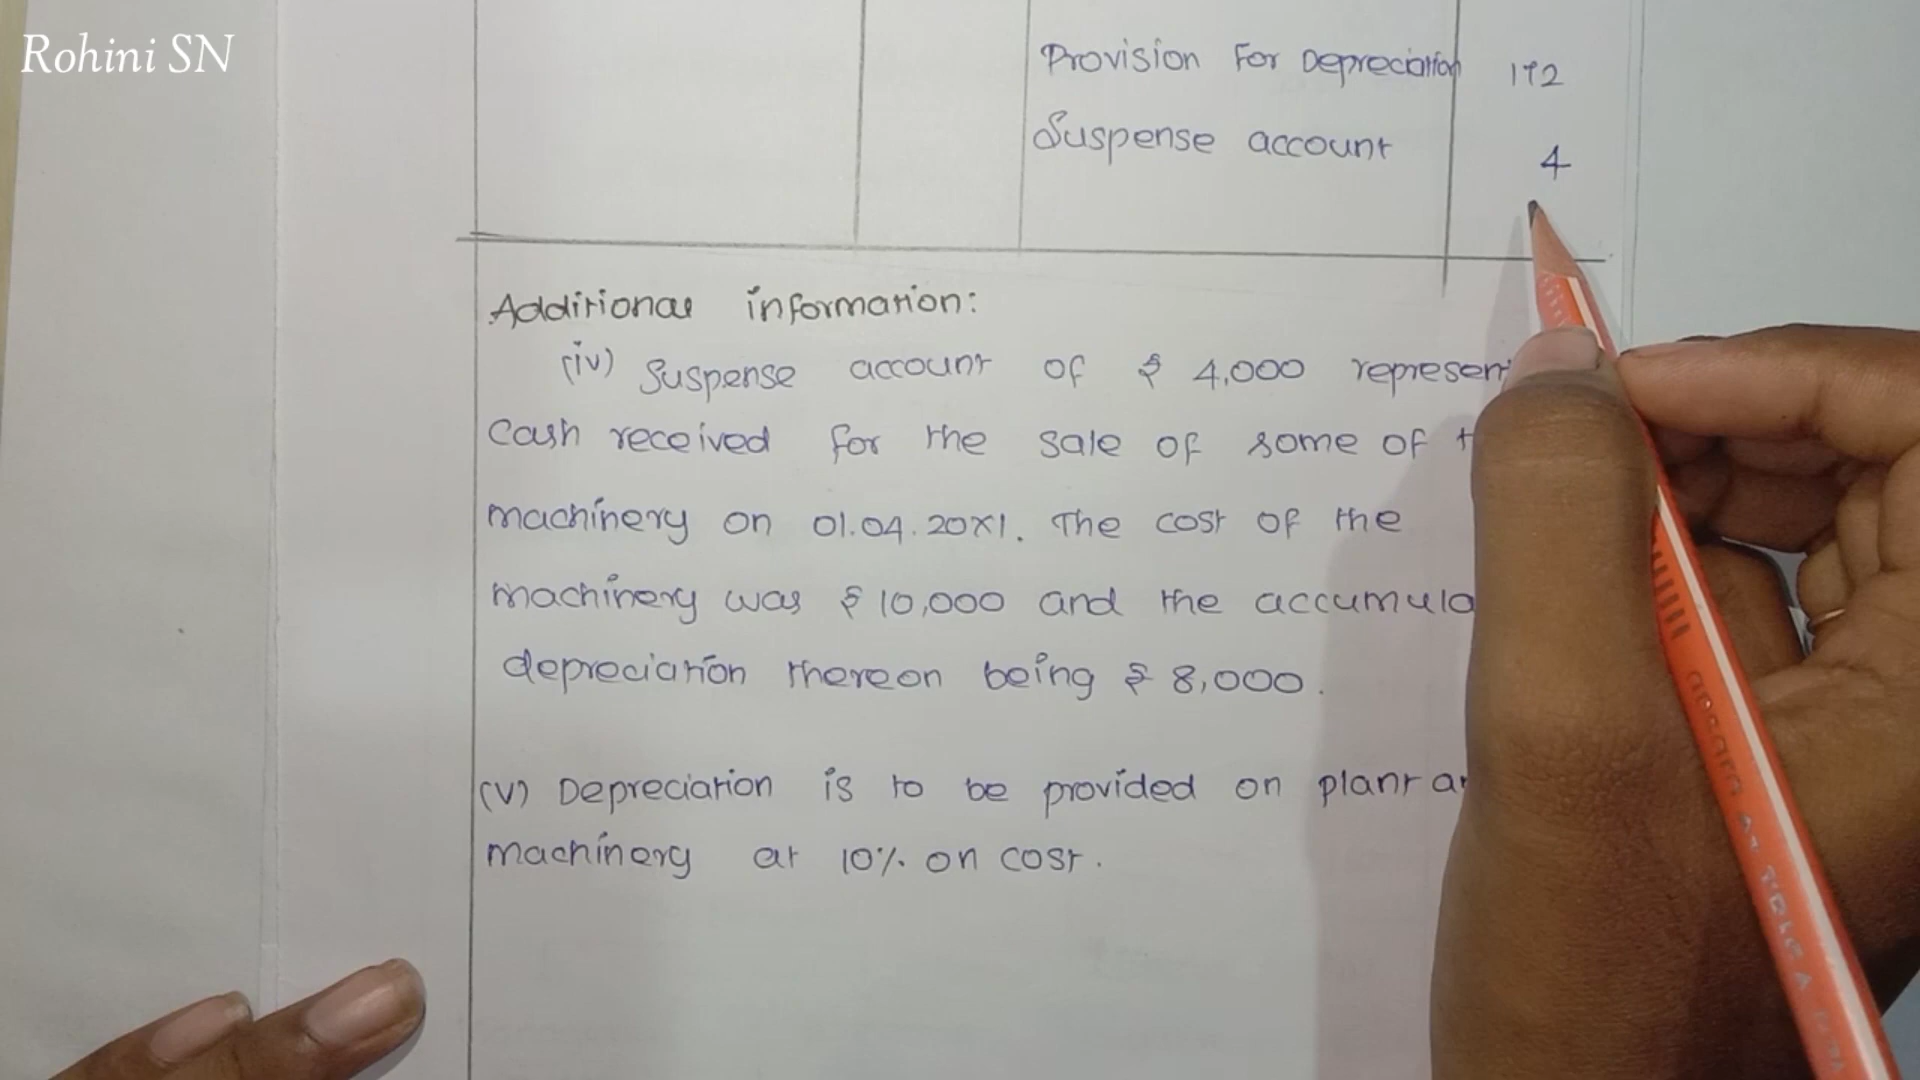 Rohini SN
Provision For Depreciation 172
Suspense account 4
Additional information:
(iv) Suspense account of ₹ 4,000 represent
Cash received for the sale of some of
machinery on 01.04.20X1. The cost of the
machinery was ₹ 10,000 and the accumula
depreciation thereon being ₹ 8,000.
(V) Depreciation is to be provided on plant an
machinery at 10% on cost.
apsara